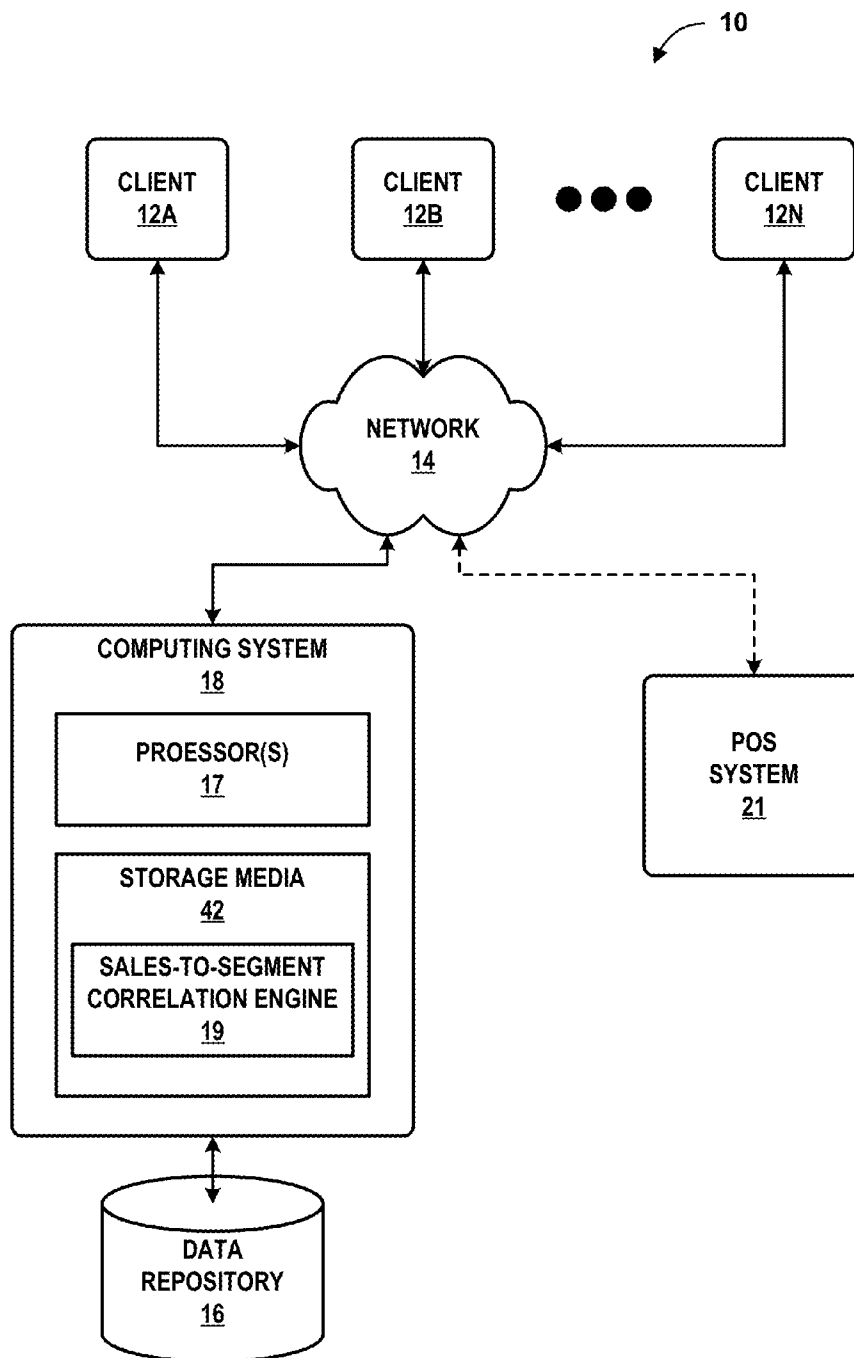 10
CLIENT
12A
CLIENT
12B
CLIENT
12N
NETWORK
14
COMPUTING SYSTEM
18
PROESSOR(S)
17
STORAGE MEDIA
42
SALES-TO-SEGMENT
CORRELATION ENGINE
19
POS
SYSTEM
21
DATA
REPOSITORY
16